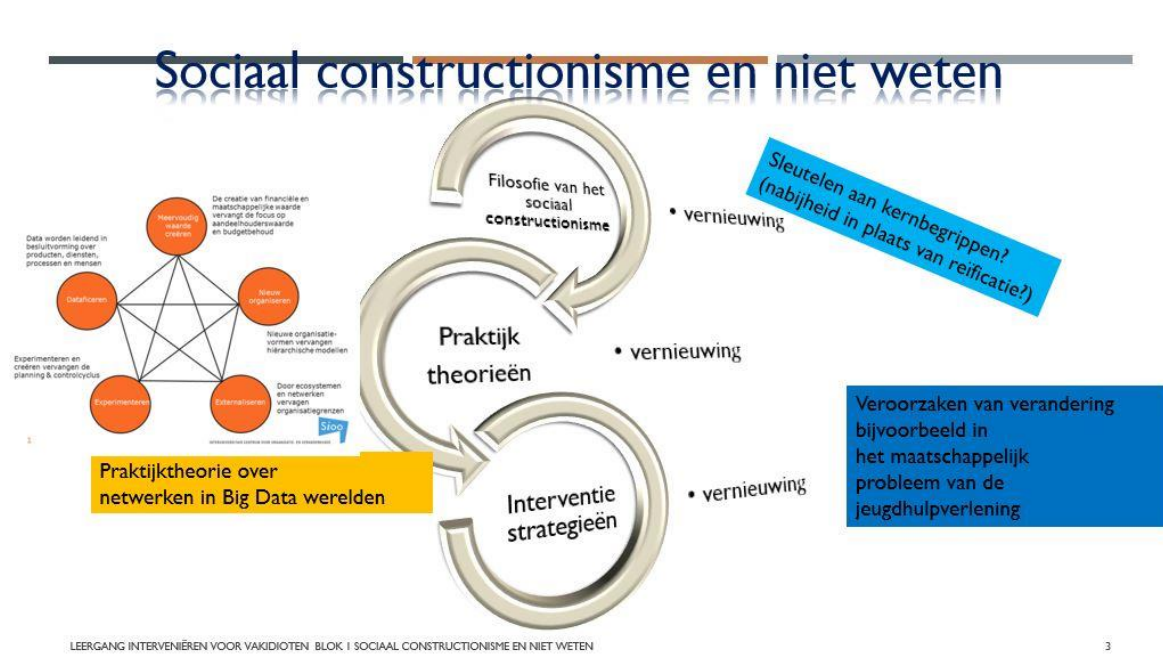 Sociaal constructionisme en niet weten
Filosofie van het
sociaal
constructionisme
• vernieuwing
Sleutelen aan kernbegrippen?
(nabijheid in plaats van reïficatie?)
De creatie van financiële en
maatschappelijke waarde
vervangt de focus op
aandeelhouderswaarde
en budgetbehoud
Meervoudig
waarde
creëren
Data worden leidend in
besluitvorming over
producten, diensten,
processen en mensen
Dataficeren
Nieuw
organiseren
Nieuwe organisatie-
vormen vervangen
hiërarchische modellen
Experimenteren en
creëren vervangen de
planning & controlcyclus
Experimenteren
Externaliseren
Door ecosystemen
en netwerken
vervagen
organisatiegrenzen
Sioo
1
Praktijk
theorieën
• vernieuwing
Praktijktheorie over
netwerken in Big Data werelden
Interventie
strategieën
• vernieuwing
Veroorzaken van verandering
bijvoorbeeld in
het maatschappelijk
probleem van de
jeugdhulpverlening
LEERGANG INTERVENIËREN VOOR VAKIDIOTEN BLOK 1 SOCIAAL CONSTRUCTIONISME EN NIET WETEN
3